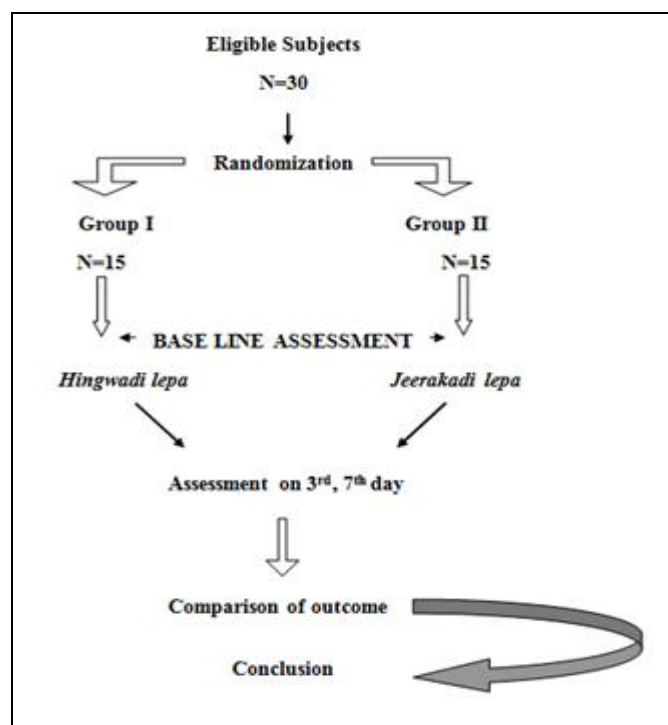 Eligible Subjects
N=30
Randomization
Group I
Group II
N=15
N=15
BASE LINE ASSESSMENT
Hingwadi lepa
Jeerakadi lepa
Assessment on 3rd, 7th day
Comparison of outcome
Conclusion